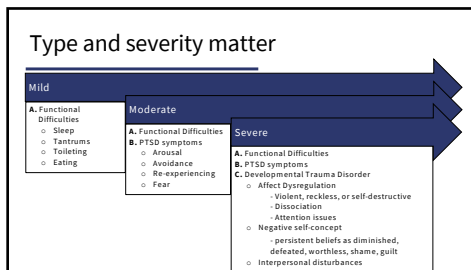 Type and severity matter
Mild
A. Functional
Difficulties
o Sleep
o Tantrums
o Toileting
o Eating
Moderate
A. Functional Difficulties
B. PTSD symptoms
o Arousal
o Avoidance
o Re-experiencing
o Fear
Severe
A. Functional Difficulties
B. PTSD symptoms
C. Developmental Trauma Disorder
o Affect Dysregulation
- Violent, reckless, or self-destructive
- Dissociation
- Attention issues
o Negative self-concept
- persistent beliefs as diminished,
defeated, worthless, shame, guilt
o Interpersonal disturbances